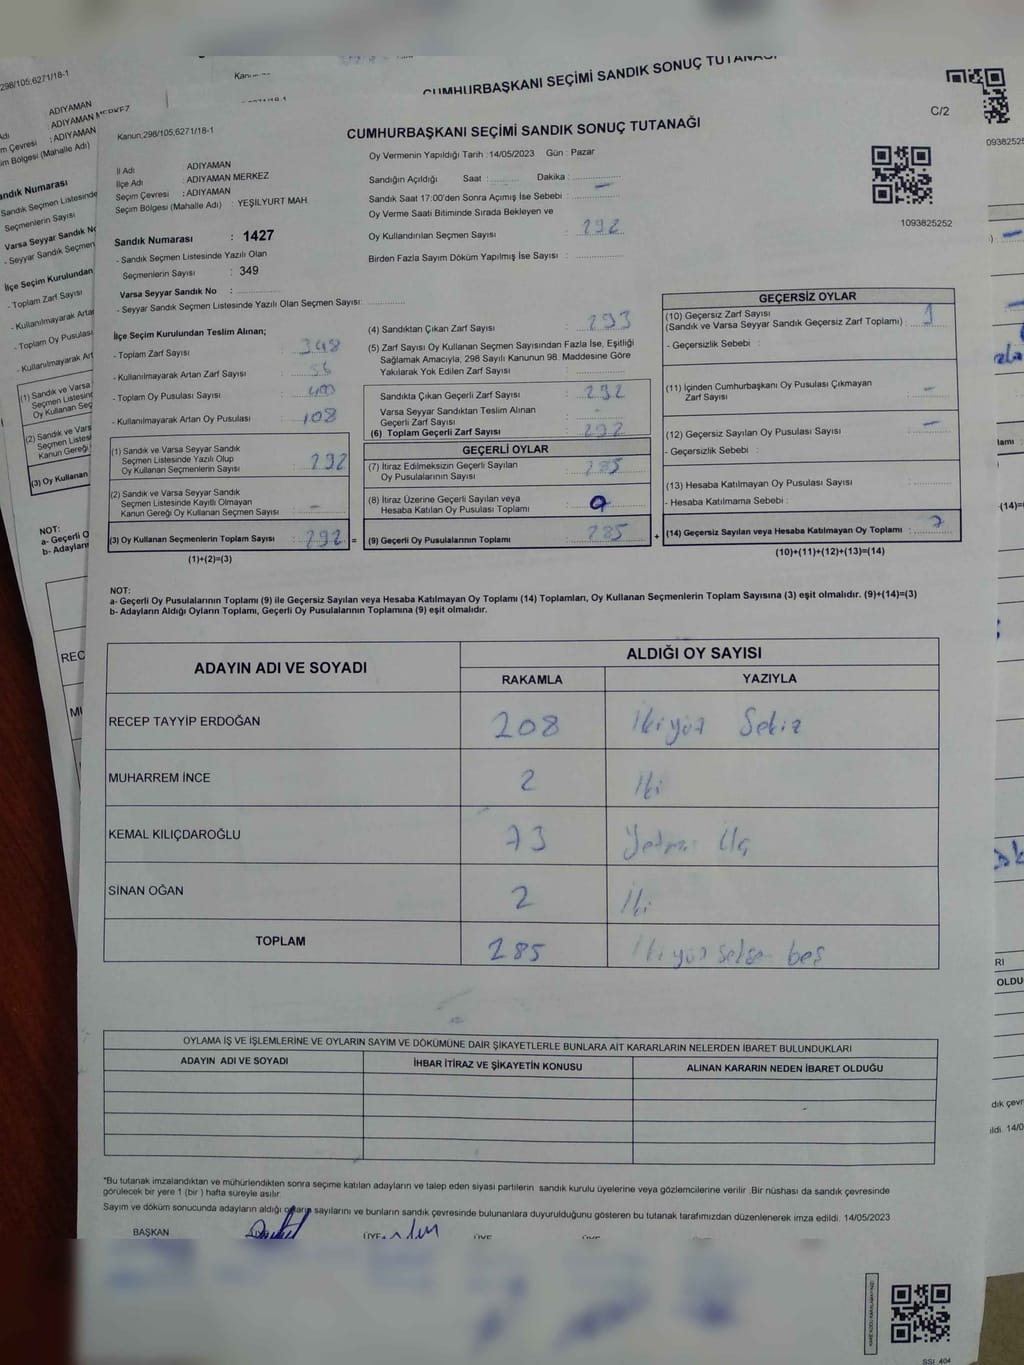 298/105;6271/18-1
ADIYAMAN
ADIYAMAN MERKEZ
: ADIYAMAN
CUMHURBAŞKANI SEÇİMİ SANDIK SONUÇ TUTANAĞI
C/2
Kanun;298/105,6271/18-1
CUMHURBAŞKANI SEÇİMİ SANDIK SONUÇ TUTANAĞI
İl Adı : ADIYAMAN
İlçe Adı : ADIYAMAN MERKEZ
Seçim Çevresi : ADIYAMAN
Seçim Bölgesi (Mahalle Adı) : YEŞİLYURT MAH.
Oy Vermenin Yapıldığı Tarih :14/05/2023 Gün : Pazar
Sandığın Açıldığı Saat : Dakika :
Sandık Saat 17:00'den Sonra Açımış İse Sebebi : –
Oy Verme Saati Bitiminde Sırada Bekleyen ve
Oy Kullandırılan Seçmen Sayısı : 292
Birden Fazla Sayım Döküm Yapılmış İse Sayısı :
1093825252
Sandık Numarası : 1427
- Sandık Seçmen Listesinde Yazılı Olan
Seçmenlerin Sayısı : 349
Varsa Seyyar Sandık No :
- Seyyar Sandık Seçmen Listesinde Yazılı Olan Seçmen Sayısı:
İlçe Seçim Kurulundan Teslim Alınan;
- Toplam Zarf Sayısı : 348
- Kullanılmayarak Artan Zarf Sayısı :
- Toplam Oy Pusulası Sayısı : 400
- Kullanılmayarak Artan Oy Pusulası : 108
(1) Sandık ve Varsa Seyyar Sandık
Seçmen Listesinde Yazılı Olup
Oy Kullanan Seçmenlerin Sayısı : 292
(2) Sandık ve Varsa Seyyar Sandık
Seçmen Listesinde Kayıtlı Olmayan
Kanun Gereği Oy Kullanan Seçmen Sayısı : –
(3) Oy Kullanan Seçmenlerin Toplam Sayısı : 292 =
(1)+(2)=(3)
(4) Sandıktan Çıkan Zarf Sayısı : 293
(5) Zarf Sayısı Oy Kullanan Seçmen Sayısından Fazla İse, Eşitliği
Sağlamak Amacıyla, 298 Sayılı Kanunun 98. Maddesine Göre
Yakılarak Yok Edilen Zarf Sayısı :
Sandıkta Çıkan Geçerli Zarf Sayısı : 292
Varsa Seyyar Sandıktan Teslim Alınan
Geçerli Zarf Sayısı : -
(6) Toplam Geçerli Zarf Sayısı : 292
GEÇERLİ OYLAR
(7) İtiraz Edilmeksizin Geçerli Sayılan
Oy Pusulalarının Sayısı : 285
(8) İtiraz Üzerine Geçerli Sayılan veya
Hesaba Katılan Oy Pusulası Toplamı :
(9) Geçerli Oy Pusulalarının Toplamı : 285 +
GEÇERSİZ OYLAR
(10) Geçersiz Zarf Sayısı
(Sandık ve Varsa Seyyar Sandık Geçersiz Zarf Toplamı) : 1
- Geçersizlik Sebebi :
(11) İçinden Cumhurbaşkanı Oy Pusulası Çıkmayan
Zarf Sayısı : –
(12) Geçersiz Sayılan Oy Pusulası Sayısı : –
- Geçersizlik Sebebi :
(13) Hesaba Katılmayan Oy Pusulası Sayısı :
- Hesaba Katılmama Sebebi :
(14) Geçersiz Sayılan veya Hesaba Katılmayan Oy Toplamı : 7
(10)+(11)+(12)+(13)=(14)
NOT:
a- Geçerli Oy Pusulalarının Toplamı (9) ile Geçersiz Sayılan veya Hesaba Katılmayan Oy Toplamı (14) Toplamları, Oy Kullanan Seçmenlerin Toplam Sayısına (3) eşit olmalıdır. (9)+(14)=(3)
b- Adayların Aldığı Oyların Toplamı, Geçerli Oy Pusulalarının Toplamına (9) eşit olmalıdır.
ADAYIN ADI VE SOYADI ALDIĞI OY SAYISI
RAKAMLA YAZIYLA
RECEP TAYYİP ERDOĞAN 208 İkiyüz Sekiz
MUHARREM İNCE 2 İki
KEMAL KILIÇDAROĞLU 73 Yetmiş Üç
SİNAN OĞAN 2 İki
TOPLAM 285 İkiyüz seksen beş
OYLAMA İŞ VE İŞLEMLERİNE VE OYLARIN SAYIM VE DÖKÜMÜNE DAİR ŞİKAYETLERLE BUNLARA AİT KARARLARIN NELERDEN İBARET BULUNDUKLARI
ADAYIN ADI VE SOYADI İHBAR İTİRAZ VE ŞİKAYETİN KONUSU ALINAN KARARIN NEDEN İBARET OLDUĞU
*Bu tutanak imzalandıktan ve mühürlendikten sonra seçime katılan adayların ve talep eden siyasi partilerin sandık kurulu üyelerine veya gözlemcilerine verilir .Bir nüshası da sandık çevresinde
görülecek bir yere 1 (bir ) hafta süreyle asılır.
Sayım ve döküm sonucunda adayların aldığı oyların sayılarını ve bunların sandık çevresinde bulunanlara duyurulduğunu gösteren bu tutanak tarafımızdan düzenlenerek imza edildi. 14/05/2023
BAŞKAN ÜYE ÜYE ÜYE
SSI 404